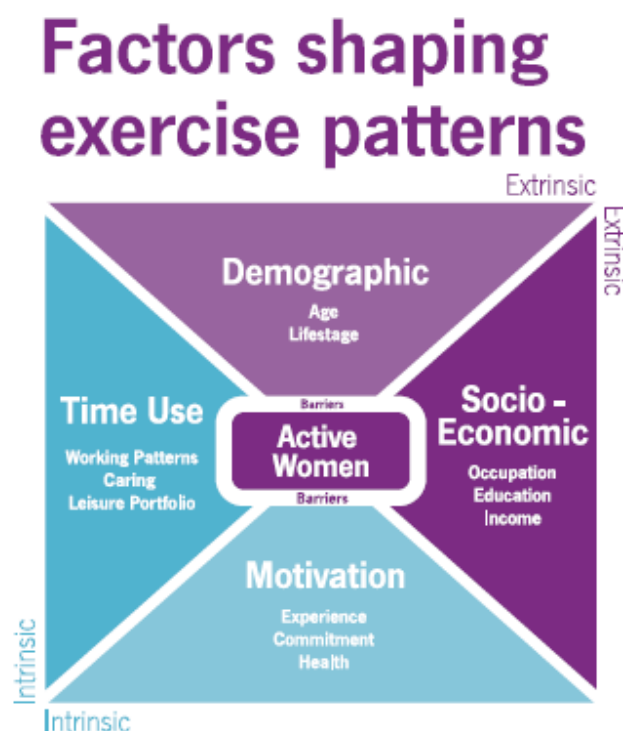 Factors shaping
exercise patterns
Extrinsic
Extrinsic
Demographic
Age
Lifestage
Time Use
Working Patterns
Caring
Leisure Portfolio
Barriers
Active
Women
Barriers
Socio -
Economic
Occupation
Education
Income
Motivation
Experience
Commitment
Health
Intrinsic
Intrinsic